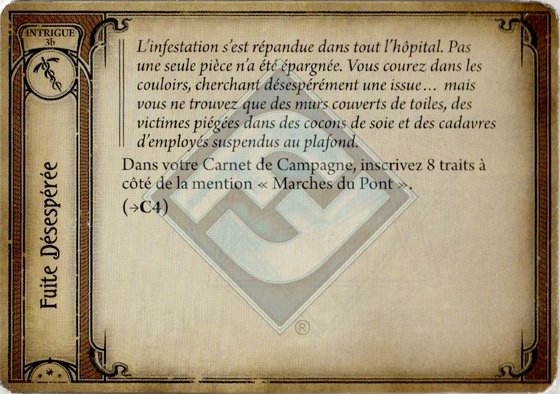 INTRIGUE
3b
Fuite Désespérée
L'infestation s'est répandue dans tout l'hôpital. Pas
une seule pièce n'a été épargnée. Vous courez dans les
couloirs, cherchant désespérément une issue… mais
vous ne trouvez que des murs couverts de toiles, des
victimes piégées dans des cocons de soie et des cadavres
d'employés suspendus au plafond.
Dans votre Carnet de Campagne, inscrivez 8 traits à
côté de la mention « Marches du Pont ».
(→C4)
®